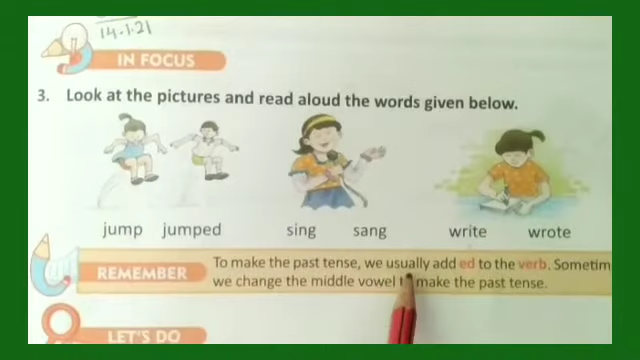 14.1.21
IN FOCUS
3. Look at the pictures and read aloud the words given below.
jump jumped sing sang write wrote
REMEMBER
To make the past tense, we usually add ed to the verb. Sometim
we change the middle vowel t make the past tense.
LET'S DO